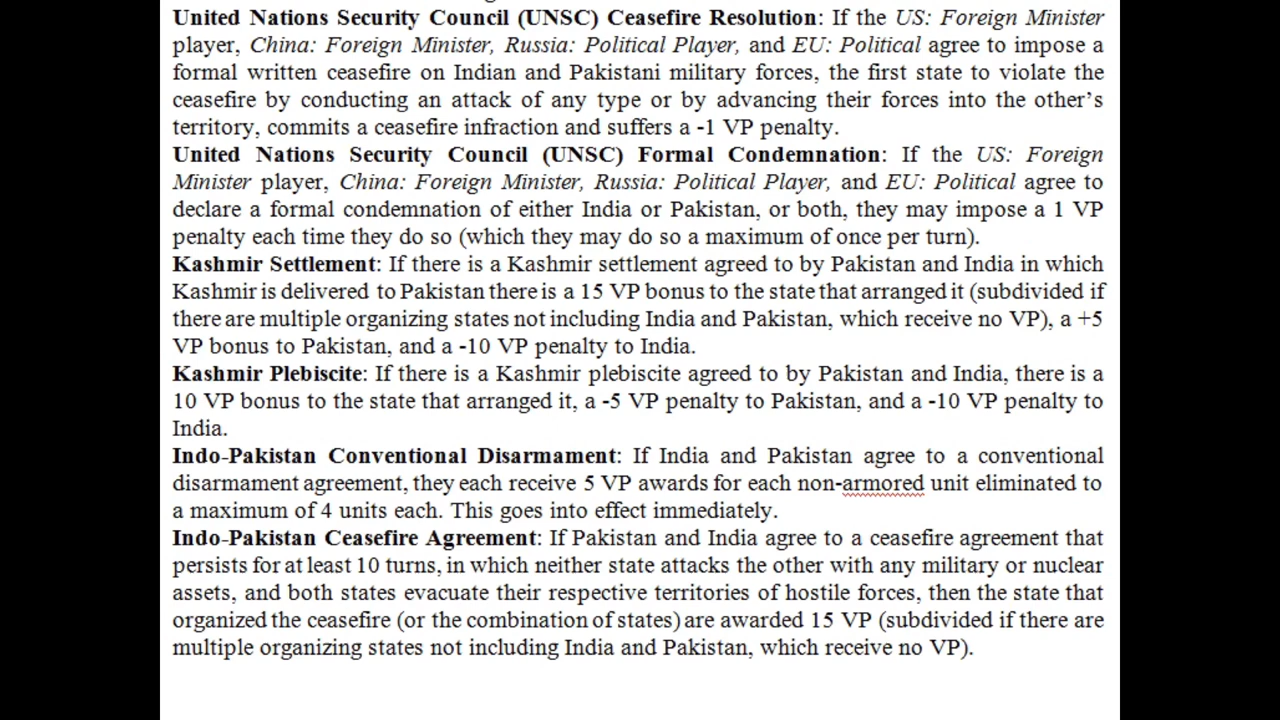 United Nations Security Council (UNSC) Ceasefire Resolution: If the US: Foreign Minister
player, China: Foreign Minister, Russia: Political Player, and EU: Political agree to impose a
formal written ceasefire on Indian and Pakistani military forces, the first state to violate the
ceasefire by conducting an attack of any type or by advancing their forces into the other's
territory, commits a ceasefire infraction and suffers a -1 VP penalty.
United Nations Security Council (UNSC) Formal Condemnation: If the US: Foreign
Minister player, China: Foreign Minister, Russia: Political Player, and EU: Political agree to
declare a formal condemnation of either India or Pakistan, or both, they may impose a 1 VP
penalty each time they do so (which they may do so a maximum of once per turn).
Kashmir Settlement: If there is a Kashmir settlement agreed to by Pakistan and India in which
Kashmir is delivered to Pakistan there is a 15 VP bonus to the state that arranged it (subdivided if
there are multiple organizing states not including India and Pakistan, which receive no VP), a +5
VP bonus to Pakistan, and a -10 VP penalty to India.
Kashmir Plebiscite: If there is a Kashmir plebiscite agreed to by Pakistan and India, there is a
10 VP bonus to the state that arranged it, a -5 VP penalty to Pakistan, and a -10 VP penalty to
India.
Indo-Pakistan Conventional Disarmament: If India and Pakistan agree to a conventional
disarmament agreement, they each receive 5 VP awards for each non-armored unit eliminated to
a maximum of 4 units each. This goes into effect immediately.
Indo-Pakistan Ceasefire Agreement: If Pakistan and India agree to a ceasefire agreement that
persists for at least 10 turns, in which neither state attacks the other with any military or nuclear
assets, and both states evacuate their respective territories of hostile forces, then the state that
organized the ceasefire (or the combination of states) are awarded 15 VP (subdivided if there are
multiple organizing states not including India and Pakistan, which receive no VP).